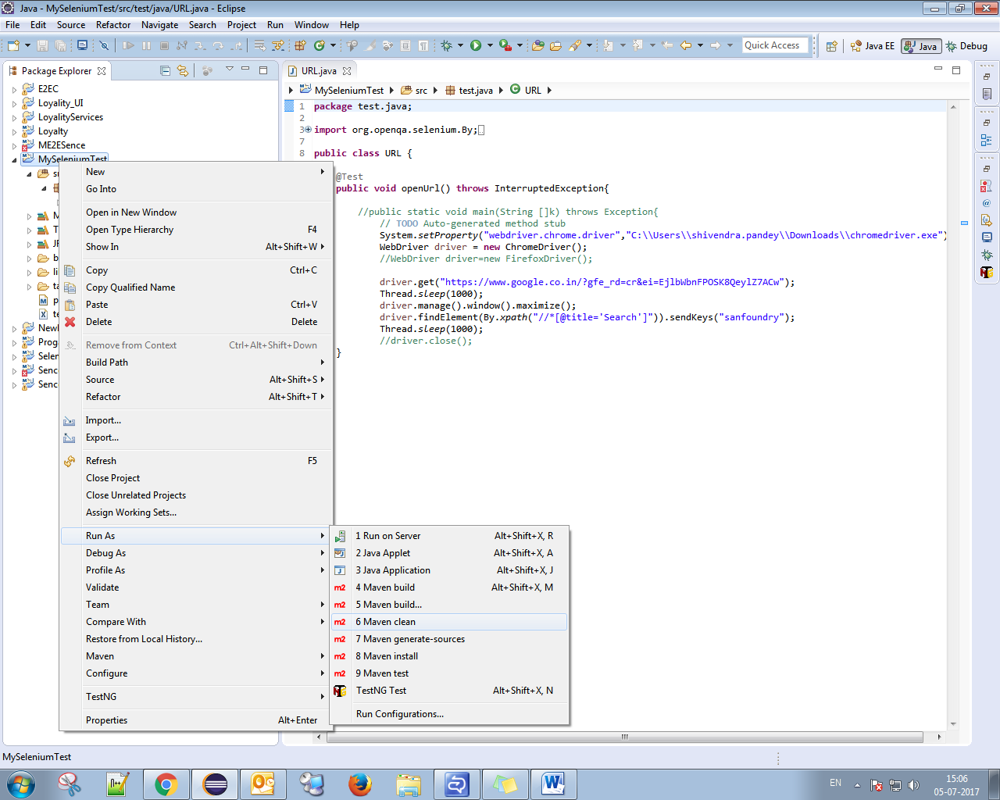 Java - MySeleniumTest/src/test/java/URL.java - Eclipse
File Edit Source Refactor Navigate Search Project Run Window Help
Quick Access
Java EE
Java
Debug
Package Explorer
E2EC
Loyality_UI
LoyalityServices
Loyalty
ME2ESence
MySeleniumTest
New
Go Into
Open in New Window
Open Type Hierarchy F4
Show In Alt+Shift+W
Copy Ctrl+C
Copy Qualified Name
Paste Ctrl+V
Delete Delete
Remove from Context Ctrl+Alt+Shift+Down
Build Path
Source Alt+Shift+S
Refactor Alt+Shift+T
Import...
Export...
Refresh F5
Close Project
Close Unrelated Projects
Assign Working Sets...
Run As
Debug As
Profile As
Validate
Team
Compare With
Restore from Local History...
Maven
Configure
TestNG
Properties Alt+Enter
1 Run on Server Alt+Shift+X, R
2 Java Applet Alt+Shift+X, A
3 Java Application Alt+Shift+X, J
m2 4 Maven build Alt+Shift+X, M
m2 5 Maven build...
m2 6 Maven clean
m2 7 Maven generate-sources
m2 8 Maven install
m2 9 Maven test
TestNG Test Alt+Shift+X, N
Run Configurations...
URL.java
MySeleniumTest src test.java URL
1 package test.java;
2
3 import org.openqa.selenium.By;
7
8 public class URL {
@Test
public void openUrl() throws InterruptedException{
//public static void main(String []k) throws Exception{
// TODO Auto-generated method stub
System.setProperty("webdriver.chrome.driver","C:\\Users\\shivendra.pandey\\Downloads\\chromedriver.exe")
WebDriver driver = new ChromeDriver();
//WebDriver driver=new FirefoxDriver();
driver.get("https://www.google.co.in/?gfe_rd=cr&ei=EjlbWbnFPOSK8QeylZ7ACw");
Thread.sleep(1000);
driver.manage().window().maximize();
driver.findElement(By.xpath("//*[@title='Search']")).sendKeys("sanfoundry");
Thread.sleep(1000);
//driver.close();
}
MySeleniumTest
EN
15:06
05-07-2017